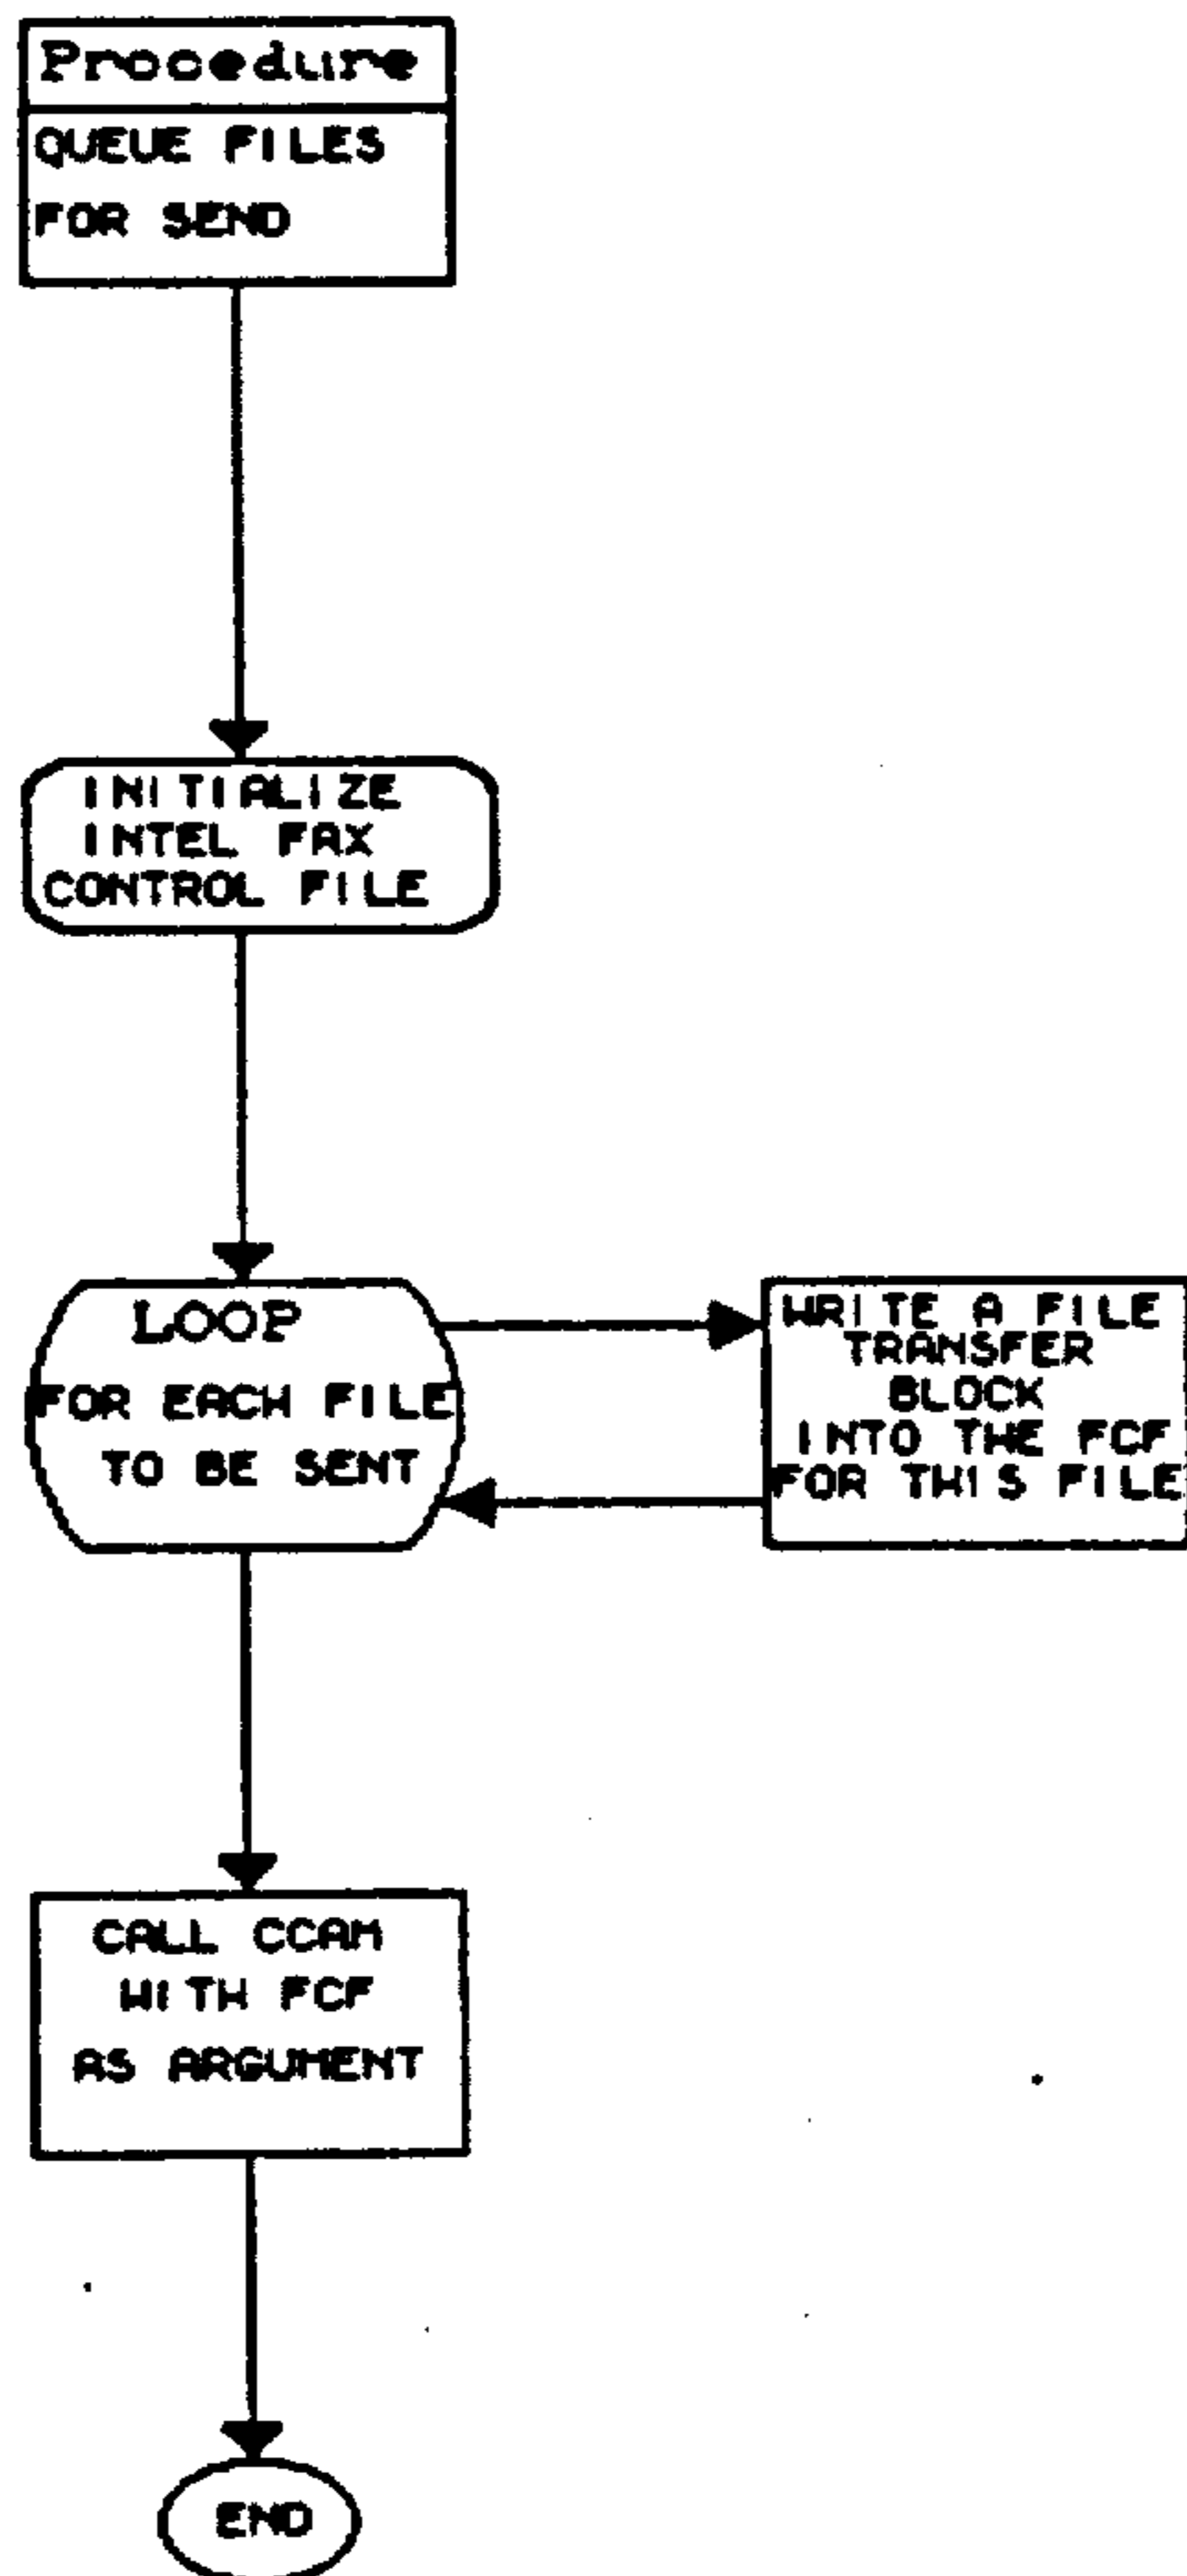 Procedure
QUEUE FILES
FOR SEND
INITIALIZE
INTEL FAX
CONTROL FILE
LOOP
FOR EACH FILE
TO BE SENT
WRITE A FILE
TRANSFER
BLOCK
INTO THE FCF
FOR THIS FILE
CALL CCAM
WITH FCF
AS ARGUMENT
END